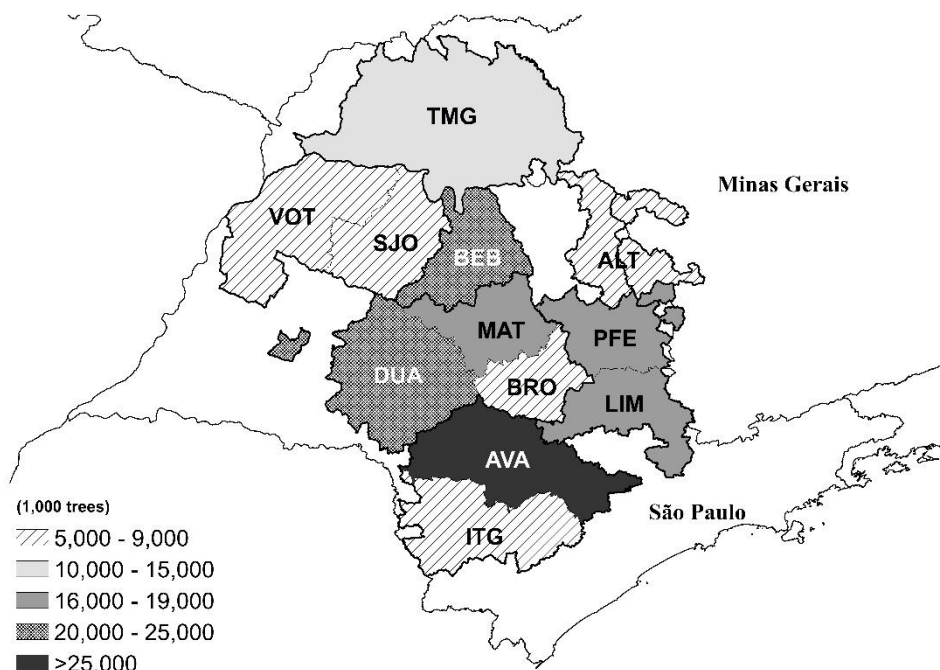 TMG
Minas Gerais
VOT
SJO
BEB
ALT
MAT
PFE
DUA
BRO
LIM
AVA
São Paulo
ITG
(1,000 trees)
5,000 - 9,000
10,000 - 15,000
16,000 - 19,000
20,000 - 25,000
>25,000